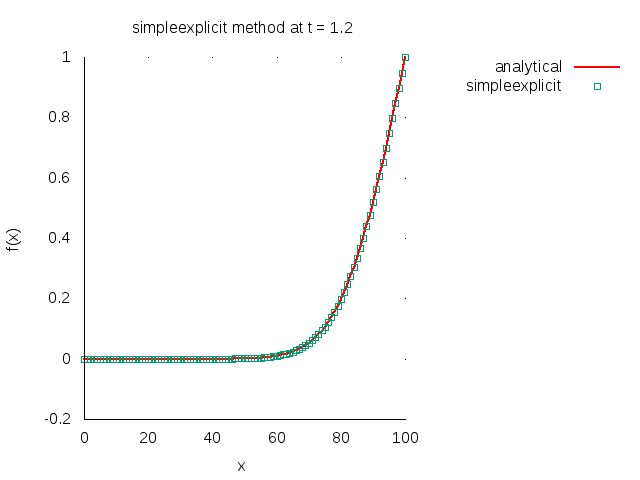 simpleexplicit method at t = 1.2
analytical
simpleexplicit
1
0.8
0.6
0.4
0.2
0
-0.2
f(x)
0 20 40 60 80 100
x